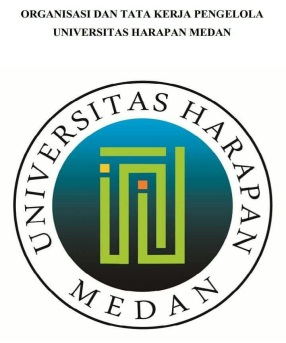 ORGANISASI DAN TATA KERJA PENGELOLA
UNIVERSITAS HARAPAN MEDAN
UNIVERSITAS HARAPAN
MEDAN